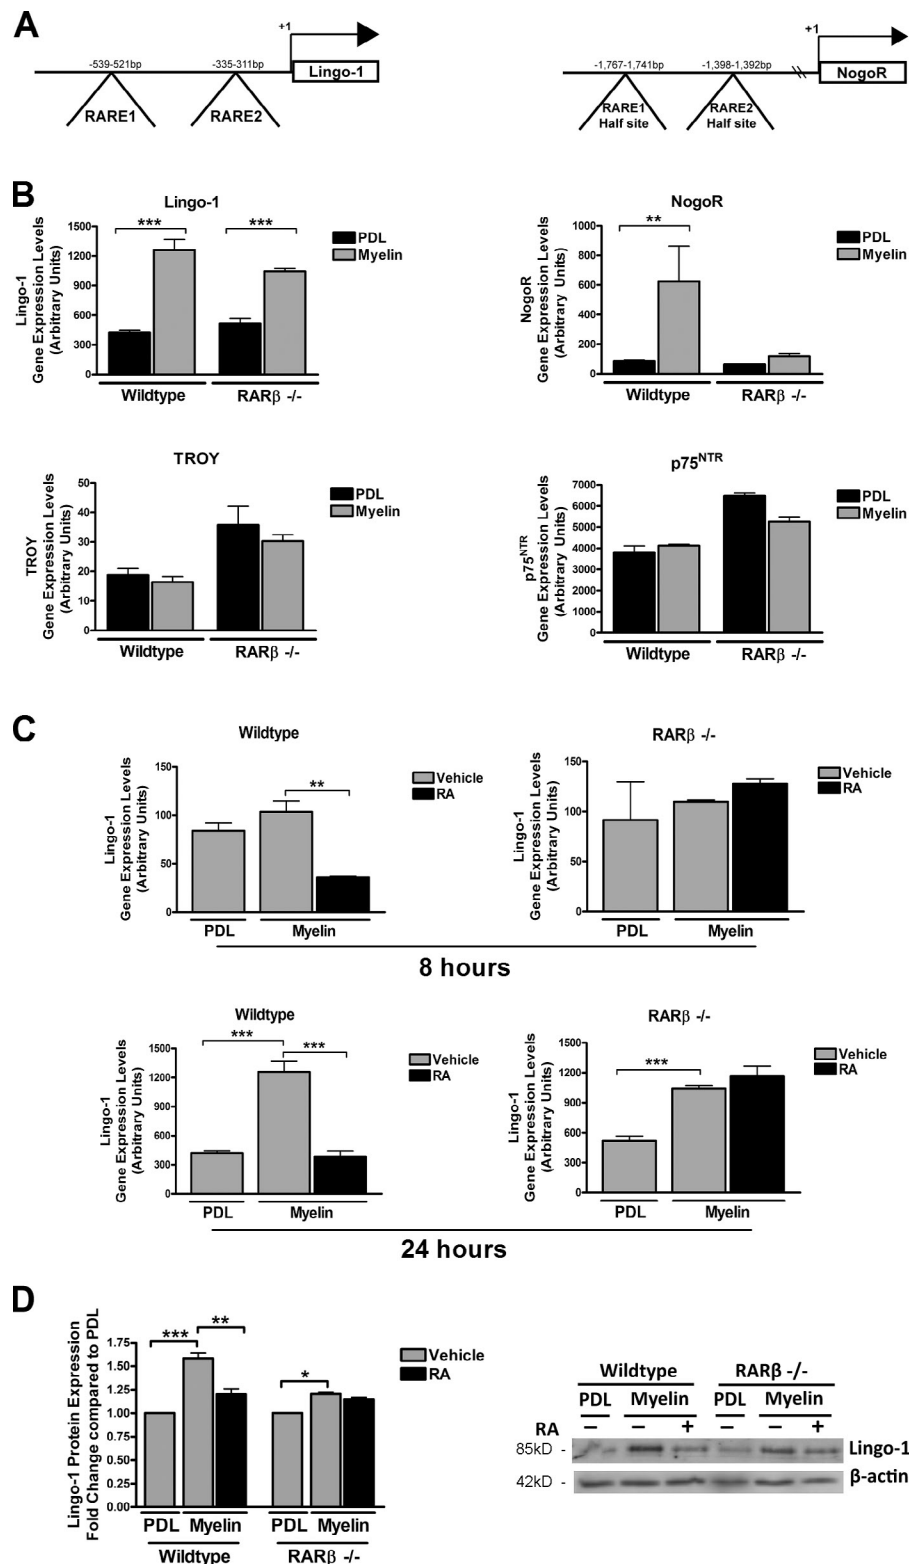 A
+1
-539-521bp
-335-311bp
Lingo-1
RARE1
RARE2
+1
-1,767-1,741bp
-1,398-1,392bp
NogoR
RARE1
Half site
RARE2
Half site
B
Lingo-1
Lingo-1
Gene Expression Levels
(Arbitrary Units)
1500
1200
900
600
300
0
***
***
PDL
Myelin
Wildtype
RARβ -/-
NogoR
NogoR
Gene Expression Levels
(Arbitrary Units)
1000
800
600
400
200
0
**
PDL
Myelin
Wildtype
RARβ -/-
TROY
TROY
Gene Expression Levels
(Arbitrary Units)
50
40
30
20
10
0
PDL
Myelin
Wildtype
RARβ -/-
p75NTR
p75NTR
Gene Expression Levels
(Arbitrary Units)
7000
6000
5000
4000
3000
2000
1000
0
PDL
Myelin
Wildtype
RARβ -/-
C
Wildtype
Lingo-1
Gene Expression Levels
(Arbitrary Units)
150
100
50
0
**
Vehicle
RA
PDL
Myelin
RARβ -/-
Lingo-1
Gene Expression Levels
(Arbitrary Units)
150
100
50
0
Vehicle
RA
PDL
Myelin
8 hours
Wildtype
Lingo-1
Gene Expression Levels
(Arbitrary Units)
1500
1200
900
600
300
0
***
***
Vehicle
RA
PDL
Myelin
RARβ -/-
Lingo-1
Gene Expression Levels
(Arbitrary Units)
1500
1200
900
600
300
0
***
Vehicle
RA
PDL
Myelin
24 hours
D
Lingo-1 Protein Expression
Fold Change compared to PDL
1.75
1.50
1.25
1.00
0.75
0.50
0.25
0.00
***
**
*
Vehicle
RA
PDL
Myelin
PDL
Myelin
Wildtype
RARβ -/-
Wildtype
RARβ -/-
PDL
Myelin
PDL
Myelin
RA
–
–
+
–
–
+
85kD -
Lingo-1
42kD -
β-actin